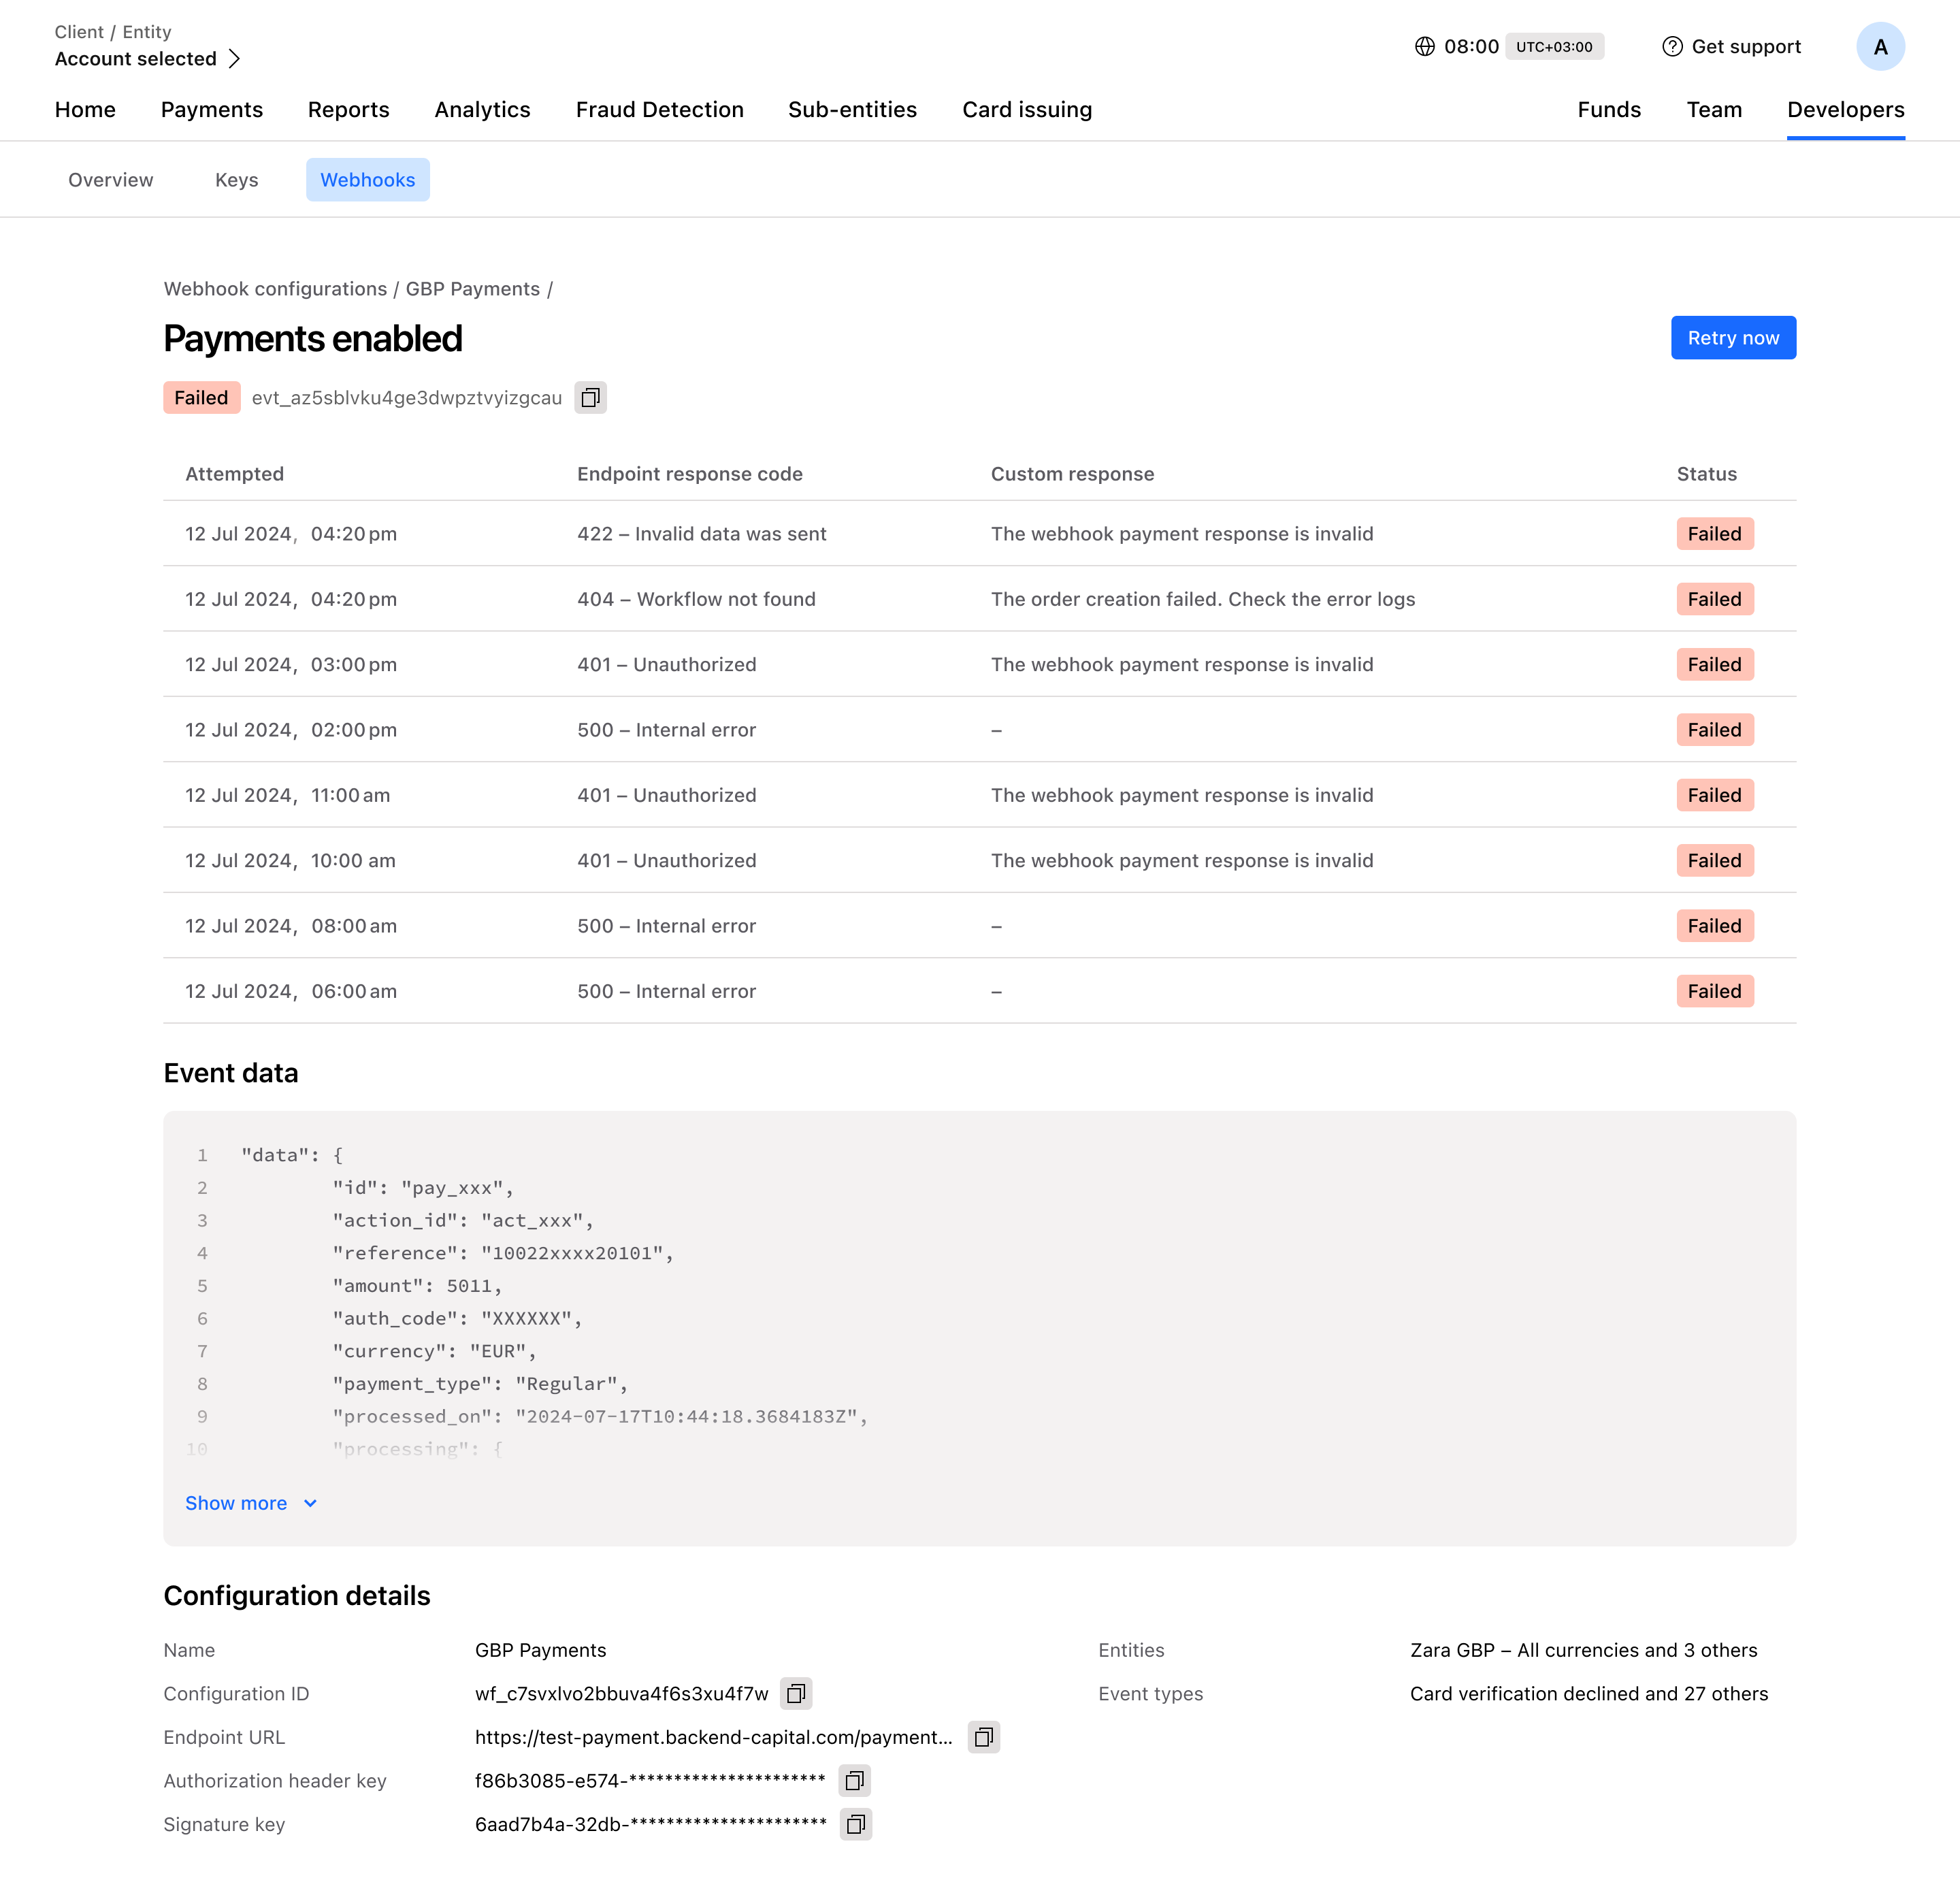 Client / Entity
Account selected
08:00 UTC+03:00
Get support
A
Home Payments Reports Analytics Fraud Detection Sub-entities Card issuing Funds Team Developers
Overview Keys Webhooks
Webhook configurations / GBP Payments /
Payments enabled
Retry now
Failed evt_az5sblvku4ge3dwpztvyizgcau
Attempted Endpoint response code Custom response Status
12 Jul 2024, 04:20 pm 422 – Invalid data was sent The webhook payment response is invalid Failed
12 Jul 2024, 04:20 pm 404 – Workflow not found The order creation failed. Check the error logs Failed
12 Jul 2024, 03:00 pm 401 – Unauthorized The webhook payment response is invalid Failed
12 Jul 2024, 02:00 pm 500 – Internal error – Failed
12 Jul 2024, 11:00 am 401 – Unauthorized The webhook payment response is invalid Failed
12 Jul 2024, 10:00 am 401 – Unauthorized The webhook payment response is invalid Failed
12 Jul 2024, 08:00 am 500 – Internal error – Failed
12 Jul 2024, 06:00 am 500 – Internal error – Failed
Event data
1 "data": {
2 "id": "pay_xxx",
3 "action_id": "act_xxx",
4 "reference": "10022xxxx20101",
5 "amount": 5011,
6 "auth_code": "XXXXXX",
7 "currency": "EUR",
8 "payment_type": "Regular",
9 "processed_on": "2024-07-17T10:44:18.3684183Z",
10 "processing": {
Show more
Configuration details
Name GBP Payments
Configuration ID wf_c7svxlvo2bbuva4f6s3xu4f7w
Endpoint URL https://test-payment.backend-capital.com/payment...
Authorization header key f86b3085-e574-**********************
Signature key 6aad7b4a-32db-**********************
Entities Zara GBP – All currencies and 3 others
Event types Card verification declined and 27 others